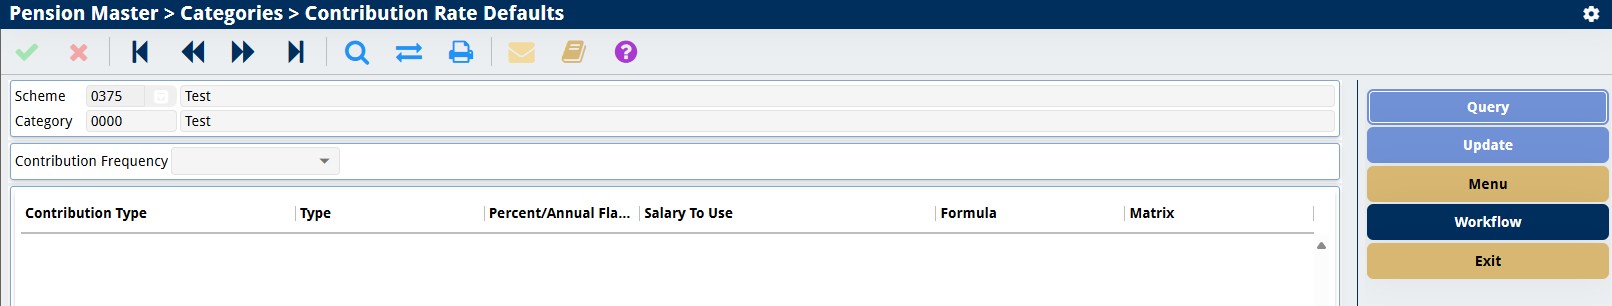 Pension Master > Categories > Contribution Rate Defaults
?
Scheme 0375 Test
Category 0000 Test
Contribution Frequency
Contribution Type Type Percent/Annual Fla... Salary To Use Formula Matrix
Query
Update
Menu
Workflow
Exit